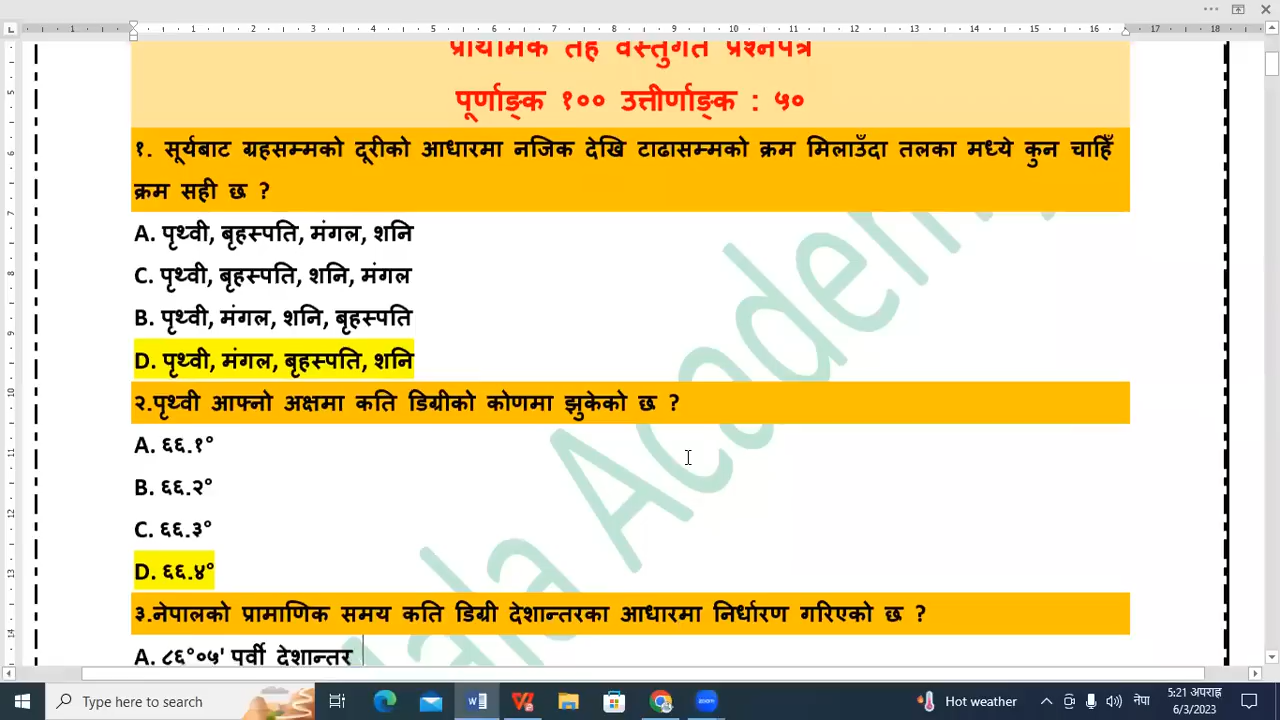 प्राथमिक तह वस्तुगत प्रश्नपत्र
पूर्णाङ्क १०० उत्तीर्णाङ्क : ५०
१. सूर्यबाट ग्रहसम्मको दूरीको आधारमा नजिक देखि टाढासम्मको क्रम मिलाउँदा तलका मध्ये कुन चाहिँ
क्रम सही छ ?
A. पृथ्वी, बृहस्पति, मंगल, शनि
C. पृथ्वी, बृहस्पति, शनि, मंगल
B. पृथ्वी, मंगल, शनि, बृहस्पति
D. पृथ्वी, मंगल, बृहस्पति, शनि
२.पृथ्वी आफ्नो अक्षमा कति डिग्रीको कोणमा झुकेको छ ?
A. ६६.१°
B. ६६.२°
C. ६६.३°
D. ६६.४°
३.नेपालको प्रामाणिक समय कति डिग्री देशान्तरका आधारमा निर्धारण गरिएको छ ?
A. ८६°०५' पूर्वी देशान्तर
Academy
Type here to search
Hot weather
नेपा
5:21 अपराह्न
6/3/2023